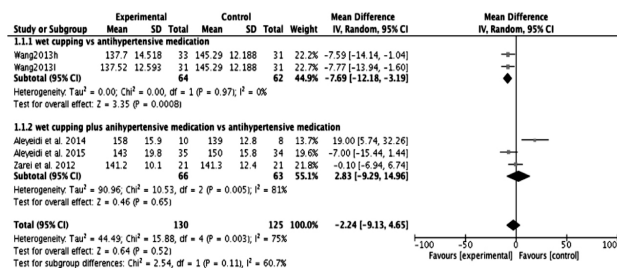 Experimental Control Mean Difference Mean Difference
Study or Subgroup Mean SD Total Mean SD Total Weight IV, Random, 95% CI IV, Random, 95% CI
1.1.1 wet cupping vs antihypertensive medication
Wang2013h 137.7 14.518 33 145.29 12.188 31 22.2% -7.59 [-14.14, -1.04]
Wang2013I 137.52 12.593 31 145.29 12.188 31 22.7% -7.77 [-13.94, -1.60]
Subtotal (95% CI) 64 62 44.9% -7.69 [-12.18, -3.19]
Heterogeneity: Tau² = 0.00; Chi² = 0.00, df = 1 (P = 0.97); I² = 0%
Test for overall effect: Z = 3.35 (P = 0.0008)
1.1.2 wet cupping plus anihypertensive medication vs antihypertensive medication
Aleyeidi et al. 2014 158 15.9 10 139 12.8 8 13.7% 19.00 [5.74, 32.26]
Aleyeidi et al. 2015 143 19.8 35 150 15.8 34 19.6% -7.00 [-15.44, 1.44]
Zarei et al. 2012 141.2 10.1 21 141.3 12.4 21 21.8% -0.10 [-6.94, 6.74]
Subtotal (95% CI) 66 63 55.1% 2.83 [-9.29, 14.96]
Heterogeneity: Tau² = 90.96; Chi² = 10.53, df = 2 (P = 0.005); I² = 81%
Test for overall effect: Z = 0.46 (P = 0.65)
Total (95% CI) 130 125 100.0% -2.24 [-9.13, 4.65]
Heterogeneity: Tau² = 44.49; Chi² = 15.88, df = 4 (P = 0.003); I² = 75%
Test for overall effect: Z = 0.64 (P = 0.52)
Test for subgroup differences: Chi² = 2.54, df = 1 (P = 0.11), I² = 60.7%
-100 -50 0 50 100
Favours [experimental] Favours [control]